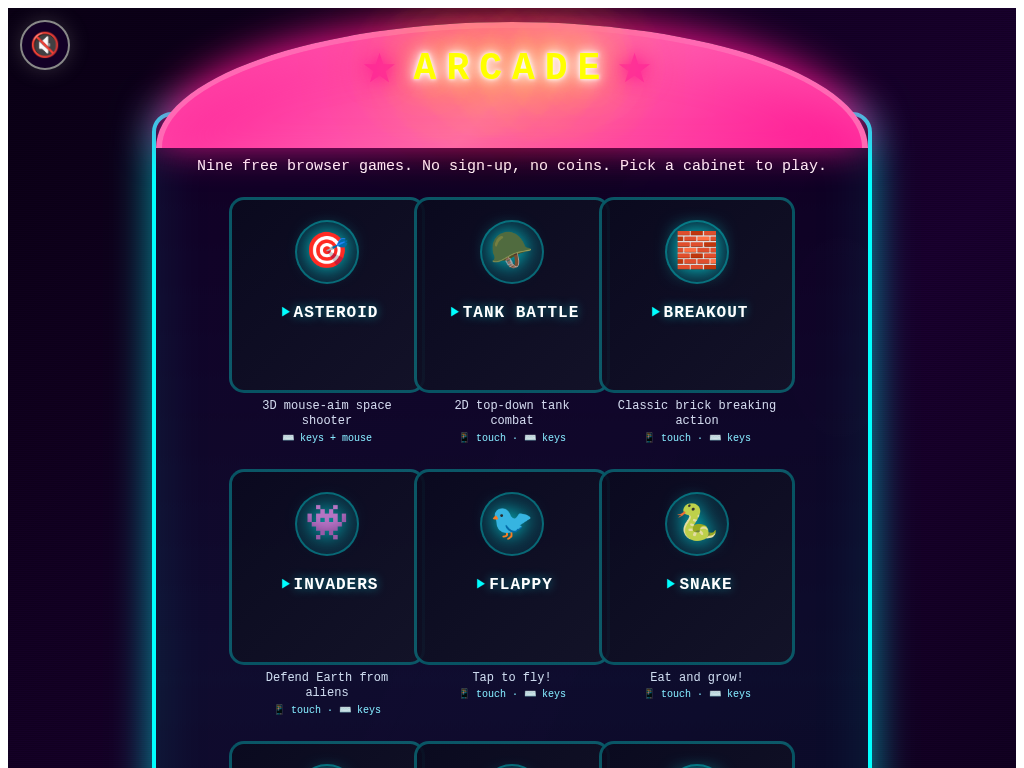 ★ ARCADE ★
Nine free browser games. No sign-up, no coins. Pick a cabinet to play.
ASTEROID
TANK BATTLE
BREAKOUT
3D mouse-aim space
shooter
keys + mouse
2D top-down tank
combat
touch · keys
Classic brick breaking
action
touch · keys
INVADERS
FLAPPY
SNAKE
Defend Earth from
aliens
touch · keys
Tap to fly!
touch · keys
Eat and grow!
touch · keys